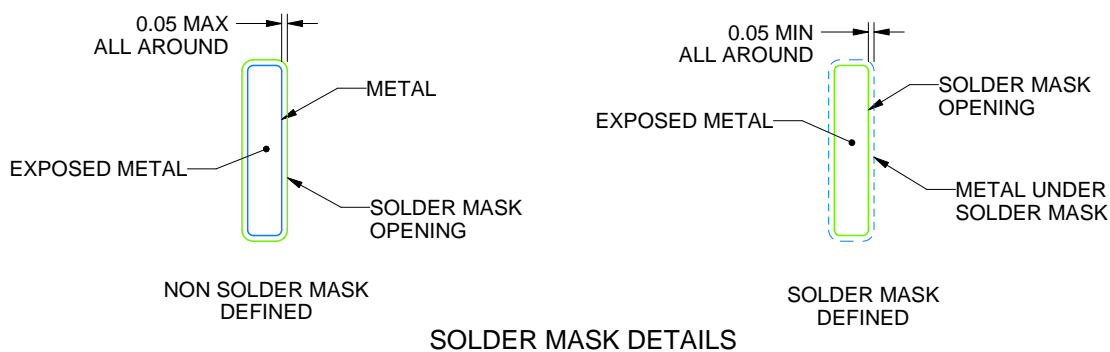 0.05 MAX
ALL AROUND
METAL
EXPOSED METAL
SOLDER MASK
OPENING
NON SOLDER MASK
DEFINED
0.05 MIN
ALL AROUND
SOLDER MASK
OPENING
EXPOSED METAL
METAL UNDER
SOLDER MASK
SOLDER MASK
DEFINED
SOLDER MASK DETAILS